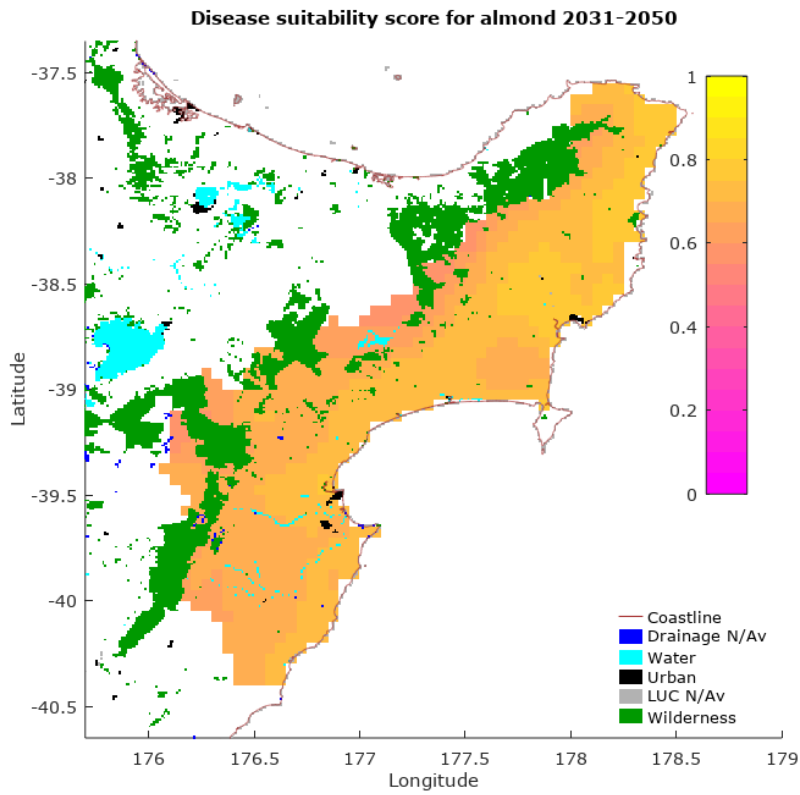 Disease suitability score for almond 2031-2050
-37.5
-38
-38.5
-39
-39.5
-40
-40.5
Latitude
176
176.5
177
177.5
178
178.5
179
Longitude
1
0.8
0.6
0.4
0.2
0
Coastline
Drainage N/Av
Water
Urban
LUC N/Av
Wilderness